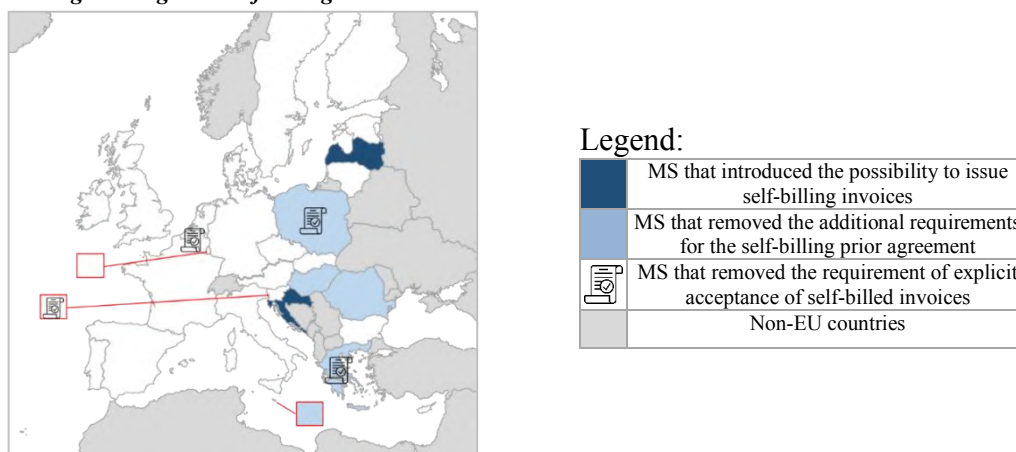 Legend:
MS that introduced the possibility to issue
self-billing invoices
MS that removed the additional requirements
for the self-billing prior agreement
MS that removed the requirement of explicit
acceptance of self-billed invoices
Non-EU countries